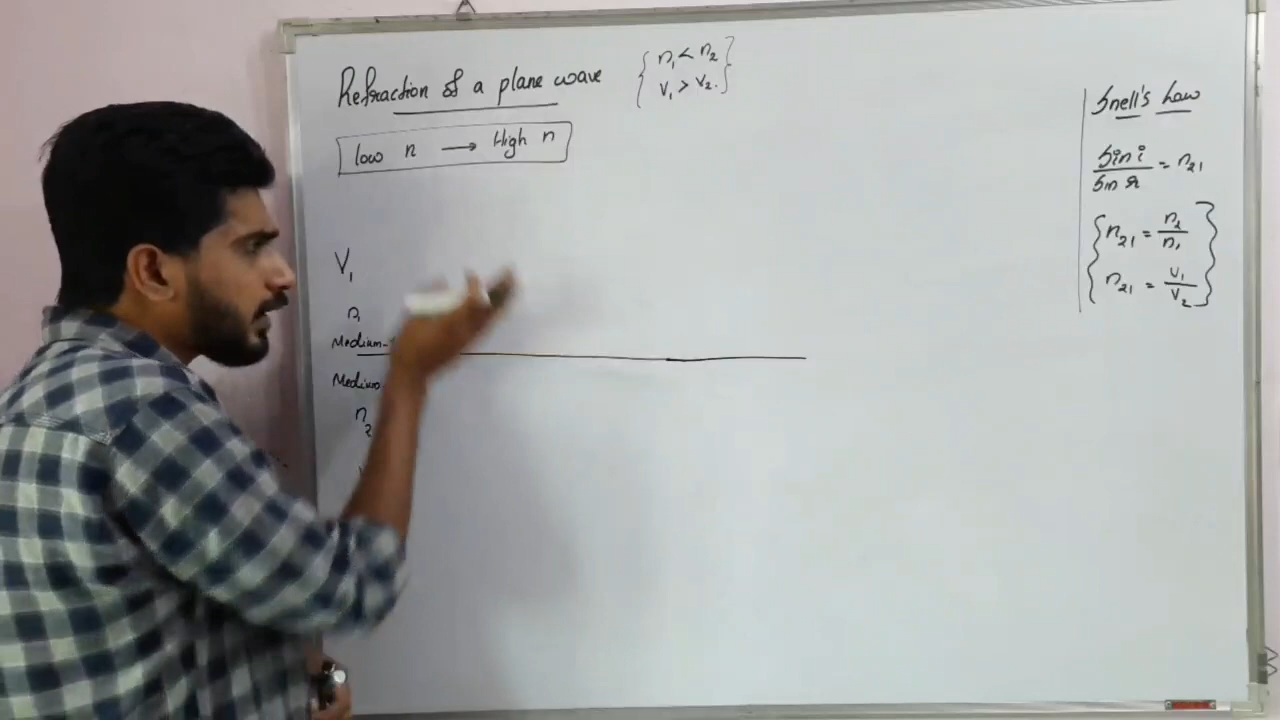 Refraction of a plane wave
{ n₁ < n₂
v₁ > v₂. }
low n → High n
V₁
n₁
Medium-
Medium
n₂
Snell's Law
sin i / sin r = n₂₁
{ n₂₁ = n₂ / n₁
n₂₁ = v₁ / v₂ }